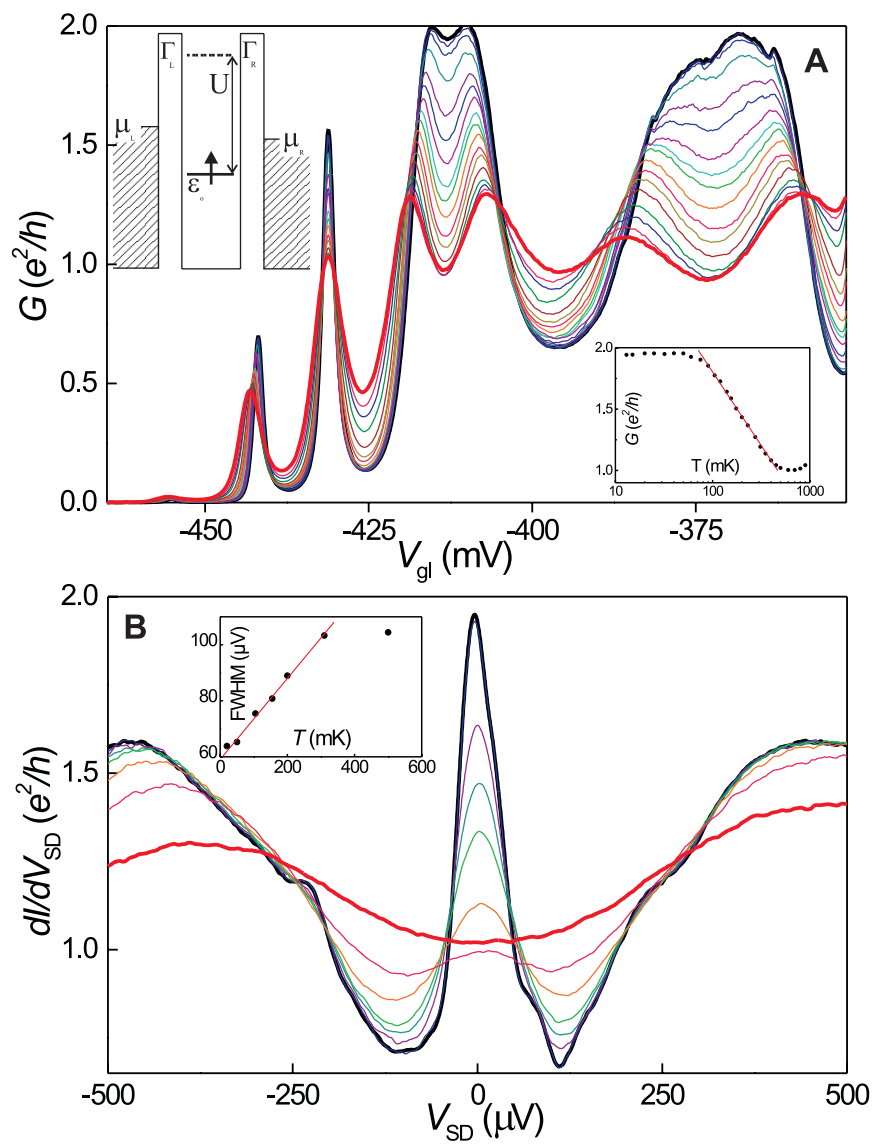 A
G (e²/h)
2.0
1.5
1.0
0.5
0.0
-450
-425
-400
-375
V_gl (mV)
Γ_L
Γ_R
U
μ_L
μ_R
ε_o
G (e²/h)
2.0
1.5
1.0
T (mK)
10
100
1000
B
dI/dV_SD (e²/h)
2.0
1.5
1.0
-500
-250
0
250
500
V_SD (μV)
FWHM (μV)
100
80
60
T (mK)
0
200
400
600